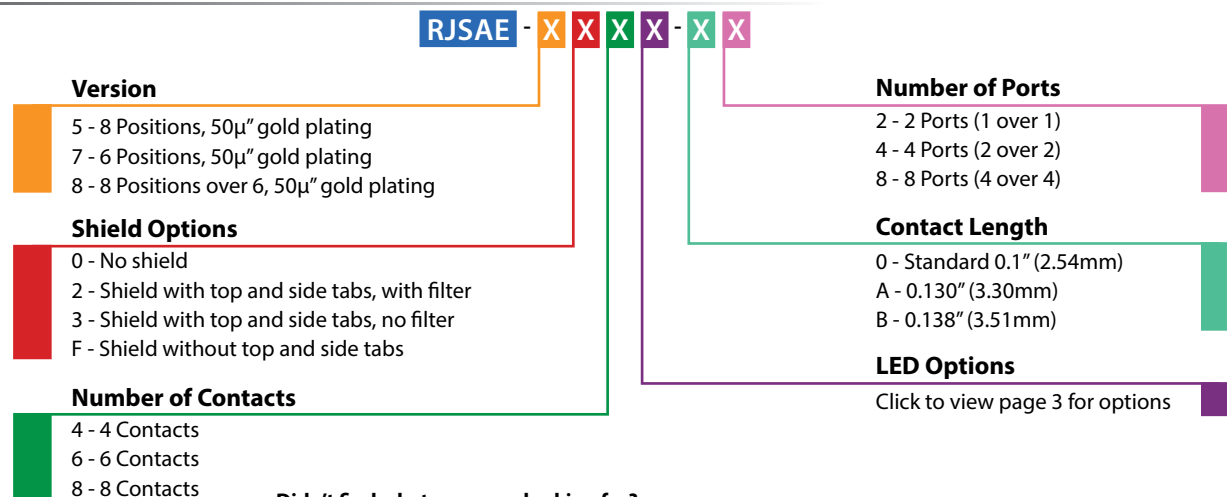 RJSAE - X X X X - X X
Version
5 - 8 Positions, 50µ” gold plating
7 - 6 Positions, 50µ” gold plating
8 - 8 Positions over 6, 50µ” gold plating
Shield Options
0 - No shield
2 - Shield with top and side tabs, with filter
3 - Shield with top and side tabs, no filter
F - Shield without top and side tabs
Number of Contacts
4 - 4 Contacts
6 - 6 Contacts
8 - 8 Contacts
Number of Ports
2 - 2 Ports (1 over 1)
4 - 4 Ports (2 over 2)
8 - 8 Ports (4 over 4)
Contact Length
0 - Standard 0.1” (2.54mm)
A - 0.130” (3.30mm)
B - 0.138” (3.51mm)
LED Options
Click to view page 3 for options